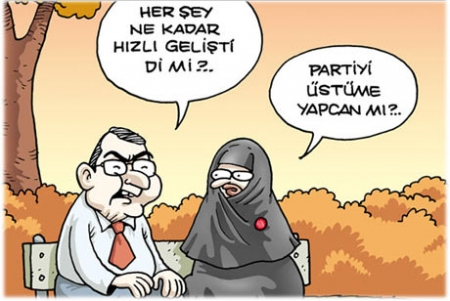 HER ŞEY
NE KADAR
HIZLI GELİŞTİ
Dİ Mİ?..
PARTİYİ
ÜSTÜME
YAPCAN MI?..